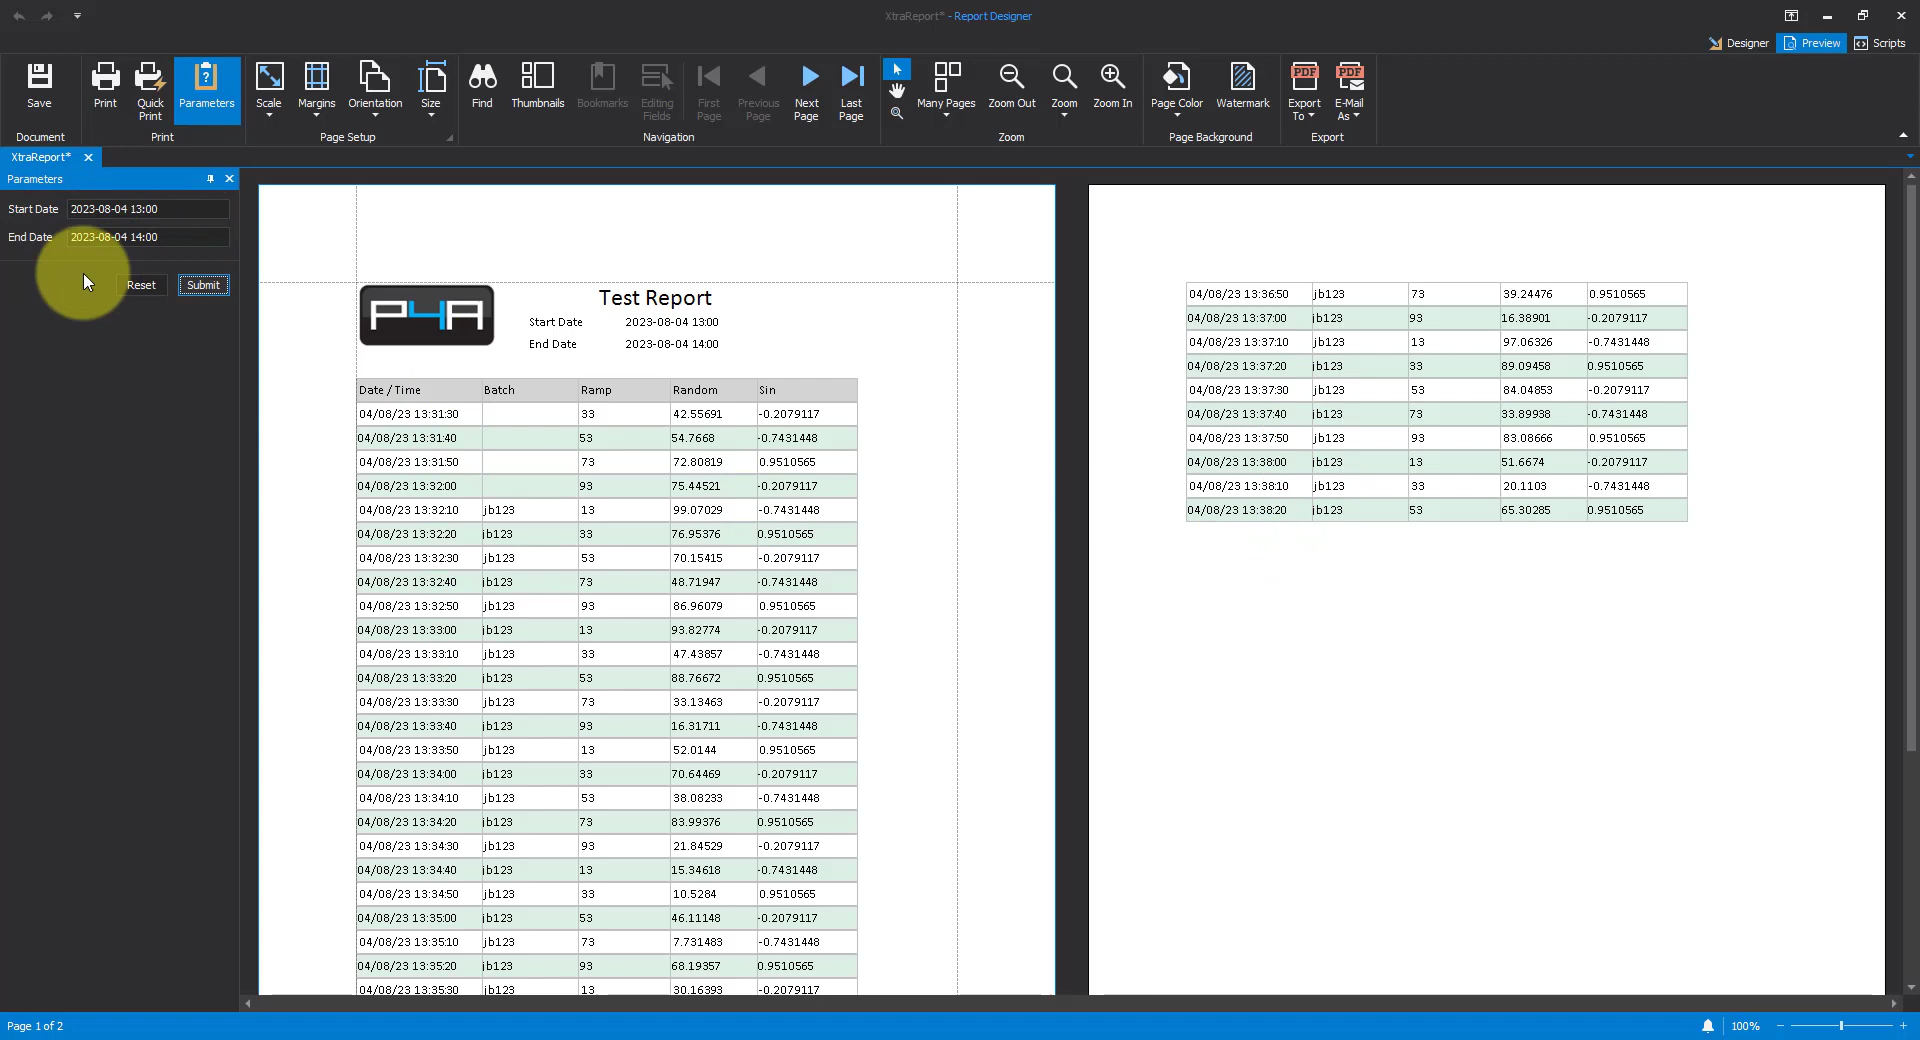 XtraReport* - Report Designer
Designer Preview Scripts
Save Print Quick Print Parameters Scale Margins Orientation Size Find Thumbnails Bookmarks Editing Fields First Page Previous Page Next Page Last Page Many Pages Zoom Out Zoom Zoom In Page Color Watermark PDF Export To PDF E-Mail As
Document Print Page Setup Navigation Zoom Page Background Export
XtraReport*
Parameters
Start Date 2023-08-04 13:00
End Date 2023-08-04 14:00
Reset Submit
P4A
Test Report
Start Date 2023-08-04 13:00
End Date 2023-08-04 14:00
Date / Time Batch Ramp Random Sin
04/08/23 13:31:30 33 42.55691 -0.2079117
04/08/23 13:31:40 53 54.7668 -0.7431448
04/08/23 13:31:50 73 72.80819 0.9510565
04/08/23 13:32:00 93 75.44521 -0.2079117
04/08/23 13:32:10 jb123 13 99.07029 -0.7431448
04/08/23 13:32:20 jb123 33 76.95376 0.9510565
04/08/23 13:32:30 jb123 53 70.15415 -0.2079117
04/08/23 13:32:40 jb123 73 48.71947 -0.7431448
04/08/23 13:32:50 jb123 93 86.96079 0.9510565
04/08/23 13:33:00 jb123 13 93.82774 -0.2079117
04/08/23 13:33:10 jb123 33 47.43857 -0.7431448
04/08/23 13:33:20 jb123 53 88.76672 0.9510565
04/08/23 13:33:30 jb123 73 33.13463 -0.2079117
04/08/23 13:33:40 jb123 93 16.31711 -0.7431448
04/08/23 13:33:50 jb123 13 52.0144 0.9510565
04/08/23 13:34:00 jb123 33 70.64469 -0.2079117
04/08/23 13:34:10 jb123 53 38.08233 -0.7431448
04/08/23 13:34:20 jb123 73 83.99376 0.9510565
04/08/23 13:34:30 jb123 93 21.84529 -0.2079117
04/08/23 13:34:40 jb123 13 15.34618 -0.7431448
04/08/23 13:34:50 jb123 33 10.5284 0.9510565
04/08/23 13:35:00 jb123 53 46.11148 -0.2079117
04/08/23 13:35:10 jb123 73 7.731483 -0.7431448
04/08/23 13:35:20 jb123 93 68.19357 0.9510565
04/08/23 13:35:30 jb123 13 30.16393 -0.2079117
04/08/23 13:36:50 jb123 73 39.24476 0.9510565
04/08/23 13:37:00 jb123 93 16.38901 -0.2079117
04/08/23 13:37:10 jb123 13 97.06326 -0.7431448
04/08/23 13:37:20 jb123 33 89.09458 0.9510565
04/08/23 13:37:30 jb123 53 84.04853 -0.2079117
04/08/23 13:37:40 jb123 73 33.89938 -0.7431448
04/08/23 13:37:50 jb123 93 83.08666 0.9510565
04/08/23 13:38:00 jb123 13 51.6674 -0.2079117
04/08/23 13:38:10 jb123 33 20.1103 -0.7431448
04/08/23 13:38:20 jb123 53 65.30285 0.9510565
Page 1 of 2 100%